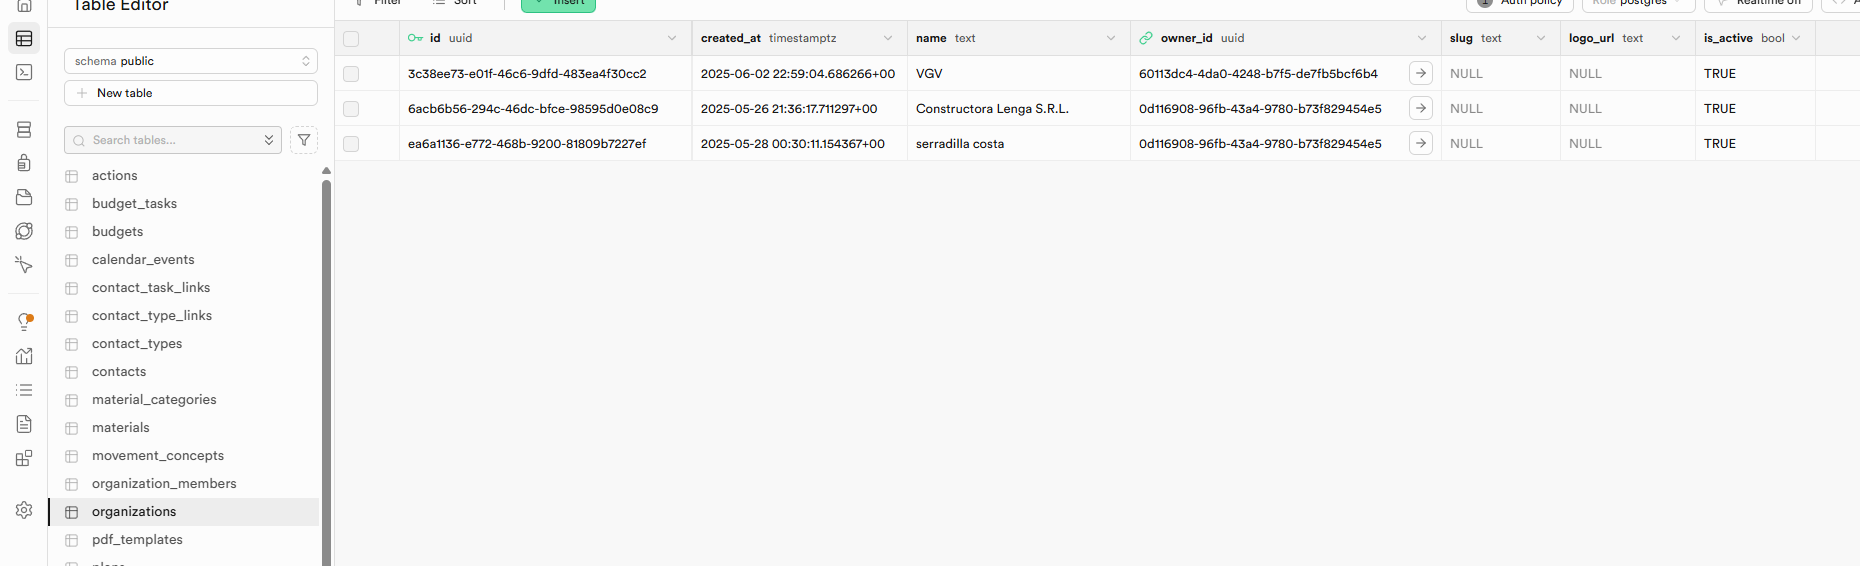 Table Editor
schema public
New table
Search tables...
actions
budget_tasks
budgets
calendar_events
contact_task_links
contact_type_links
contact_types
contacts
material_categories
materials
movement_concepts
organization_members
organizations
pdf_templates
plans
Filter Sort Insert 1 Auth policy Role postgres Realtime off
id uuid created_at timestamptz name text owner_id uuid slug text logo_url text is_active bool
3c38ee73-e01f-46c6-9dfd-483ea4f30cc2 2025-06-02 22:59:04.686266+00 VGV 60113dc4-4da0-4248-b7f5-de7fb5bcf6b4 NULL NULL TRUE
6acb6b56-294c-46dc-bfce-98595d0e08c9 2025-05-26 21:36:17.711297+00 Constructora Lenga S.R.L. 0d116908-96fb-43a4-9780-b73f829454e5 NULL NULL TRUE
ea6a1136-e772-468b-9200-81809b7227ef 2025-05-28 00:30:11.154367+00 serradilla costa 0d116908-96fb-43a4-9780-b73f829454e5 NULL NULL TRUE